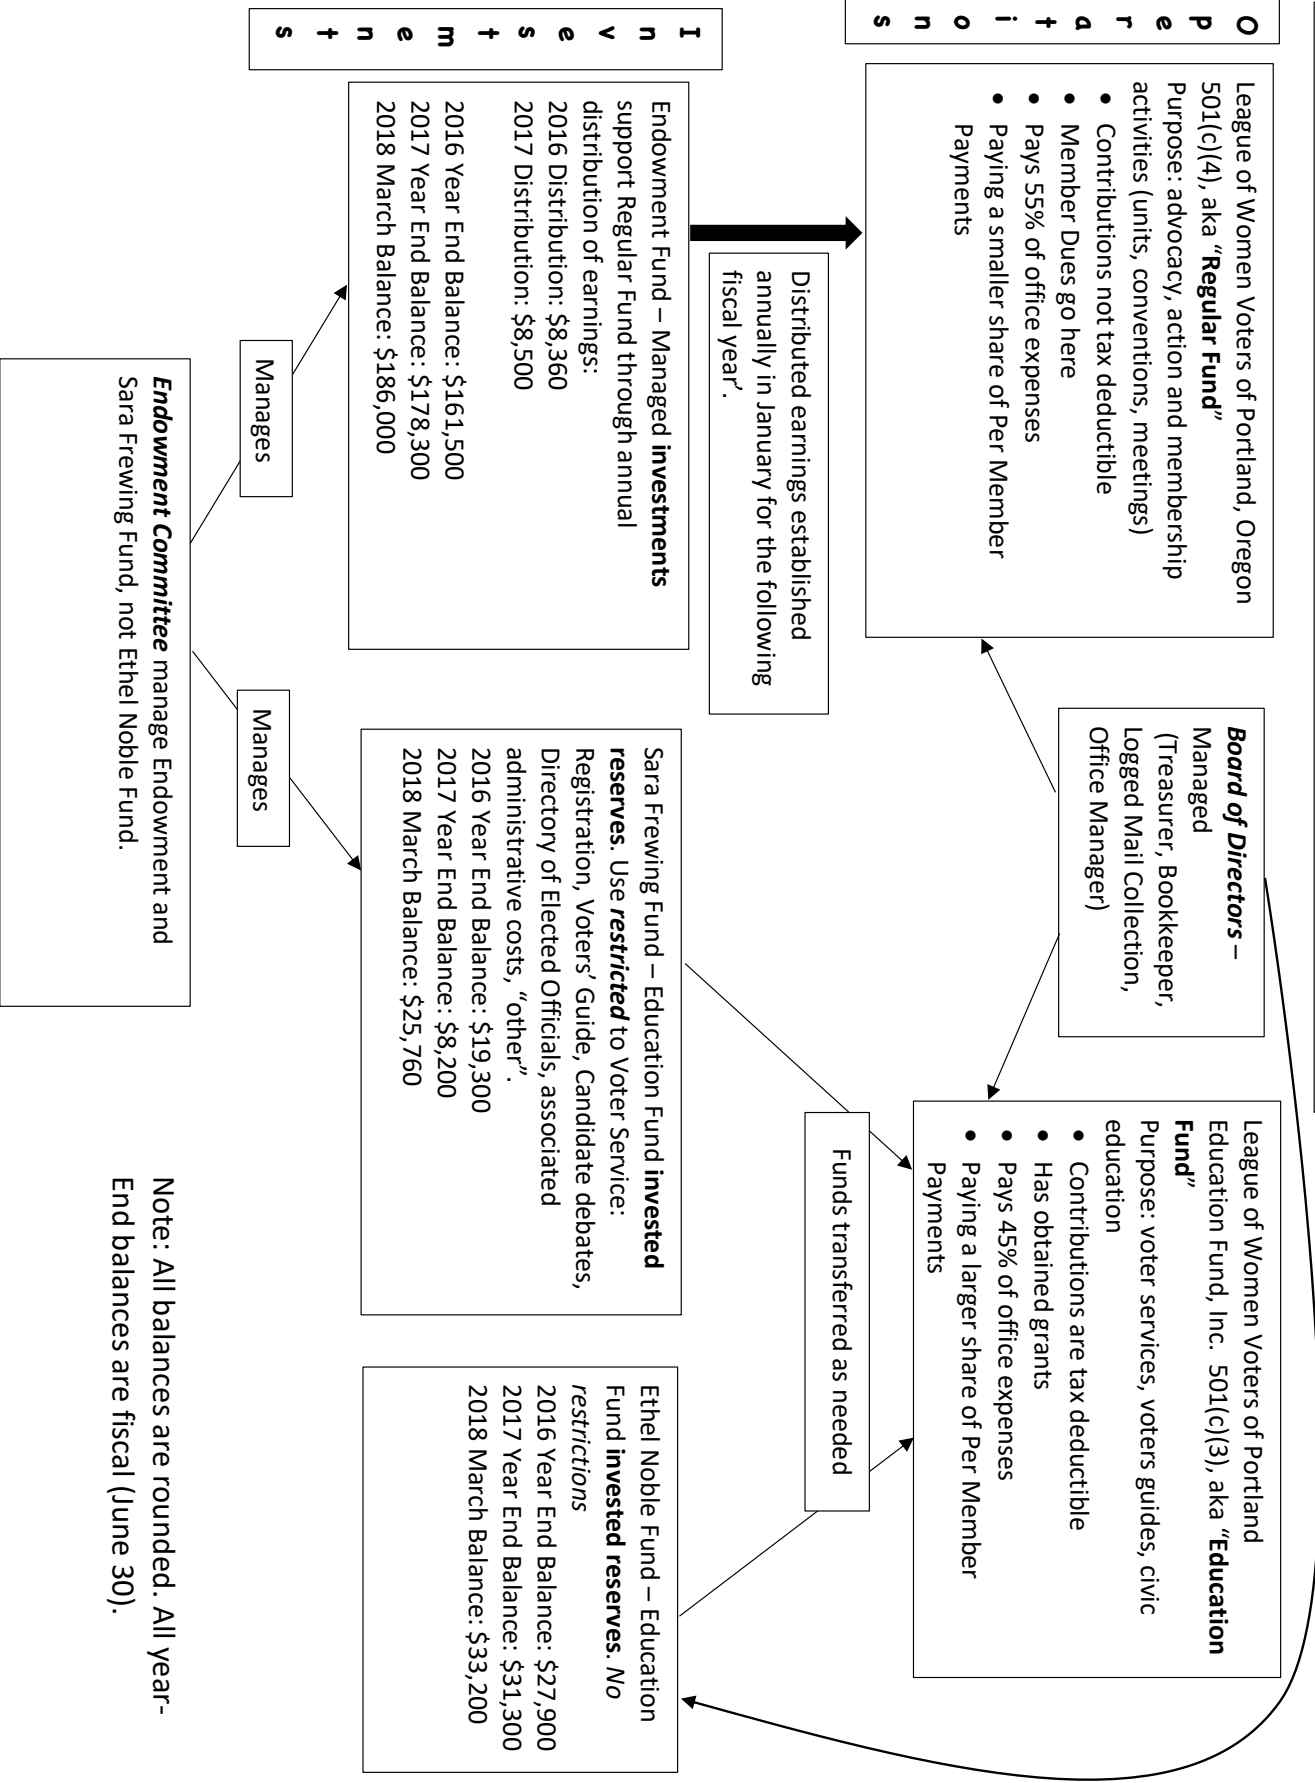 Operations
League of Women Voters of Portland, Oregon
501(c)(4), aka “Regular Fund”
Purpose: advocacy, action and membership
activities (units, conventions, meetings)
• Contributions not tax deductible
• Member Dues go here
• Pays 55% of office expenses
• Paying a smaller share of Per Member
Payments
Board of Directors –
Managed
(Treasurer, Bookkeeper,
Logged Mail Collection,
Office Manager)
League of Women Voters of Portland
Education Fund, Inc. 501(c)(3), aka “Education
Fund”
Purpose: voter services, voters guides, civic
education
• Contributions are tax deductible
• Has obtained grants
• Pays 45% of office expenses
• Paying a larger share of Per Member
Payments
Distributed earnings established
annually in January for the following
fiscal year’.
Funds transferred as needed
Investments
Endowment Fund – Managed investments
support Regular Fund through annual
distribution of earnings:
2016 Distribution: $8,360
2017 Distribution: $8,500
2016 Year End Balance: $161,500
2017 Year End Balance: $178,300
2018 March Balance: $186,000
Sara Frewing Fund – Education Fund invested
reserves. Use restricted to Voter Service:
Registration, Voters’ Guide, Candidate debates,
Directory of Elected Officials, associated
administrative costs, “other”.
2016 Year End Balance: $19,300
2017 Year End Balance: $8,200
2018 March Balance: $25,760
Ethel Noble Fund – Education
Fund invested reserves. No
restrictions
2016 Year End Balance: $27,900
2017 Year End Balance: $31,300
2018 March Balance: $33,200
Manages
Manages
Endowment Committee manage Endowment and
Sara Frewing Fund, not Ethel Noble Fund.
Note: All balances are rounded. All year-
End balances are fiscal (June 30).